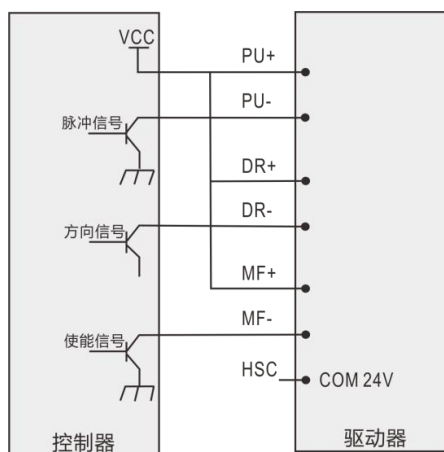 VCC
PU+
PU-
脉冲信号
DR+
DR-
方向信号
MF+
MF-
使能信号
HSC
COM 24V
控制器
驱动器